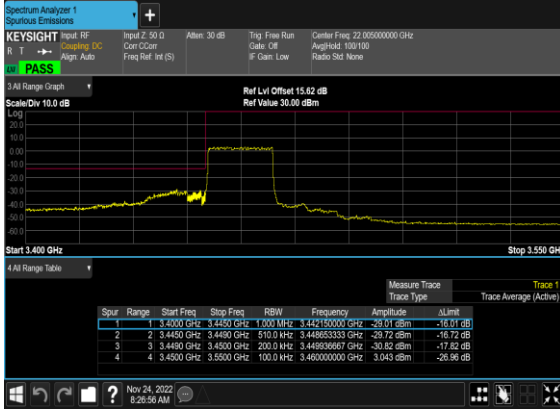 Spectrum Analyzer 1
Spurious Emissions
+
KEYSIGHT Input: RF Input Z: 50 Ω Atten: 30 dB Trig: Free Run Center Freq: 22.005000000 GHz
R T Coupling: DC Corr CCorr Gate: Off Avg|Hold: 100/100
Align: Auto Freq Ref: Int (S) IF Gain: Low Radio Std: None
PASS
3 All Range Graph
Ref Lvl Offset 15.62 dB
Scale/Div 10.0 dB Ref Value 30.00 dBm
Log
20.0
10.0
0.00
-10.0
-20.0
-30.0
-40.0
-50.0
-60.0
Start 3.400 GHz Stop 3.550 GH
4 All Range Table
Measure Trace Trace 1
Trace Type Trace Average (Active)
Spur Range Start Freq Stop Freq RBW Frequency Amplitude ΔLimit
1 1 3.4000 GHz 3.4450 GHz 1.000 MHz 3.442150000 GHz -29.01 dBm -16.01 dB
2 2 3.4450 GHz 3.4490 GHz 510.0 kHz 3.448653333 GHz -29.72 dBm -16.72 dB
3 3 3.4490 GHz 3.4500 GHz 200.0 kHz 3.449936667 GHz -30.82 dBm -17.82 dB
4 4 3.4500 GHz 3.5500 GHz 100.0 kHz 3.460000000 GHz 3.043 dBm -26.96 dB
? Nov 24, 2022
8:26:56 AM